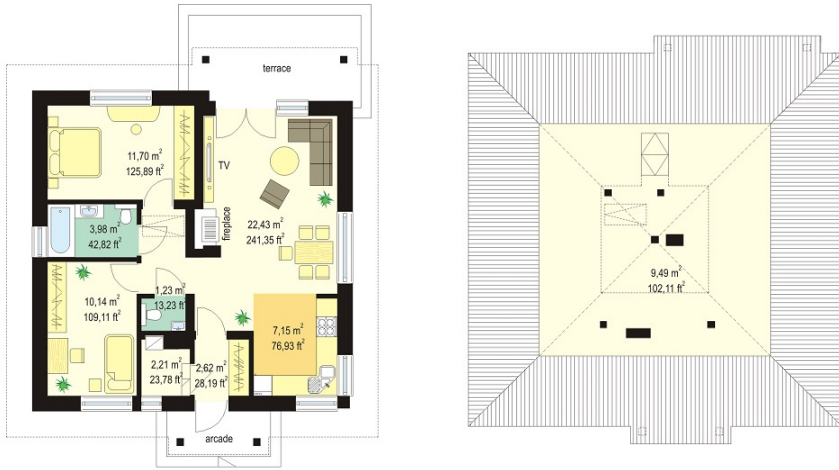 terrace
11,70 m²
125,89 ft²
TV
fireplace
22,43 m²
241,35 ft²
3,98 m²
42,82 ft²
10,14 m²
109,11 ft²
1,23 m²
13,23 ft²
7,15 m²
76,93 ft²
2,21 m²
23,78 ft²
2,62 m²
28,19 ft²
arcade
9,49 m²
102,11 ft²